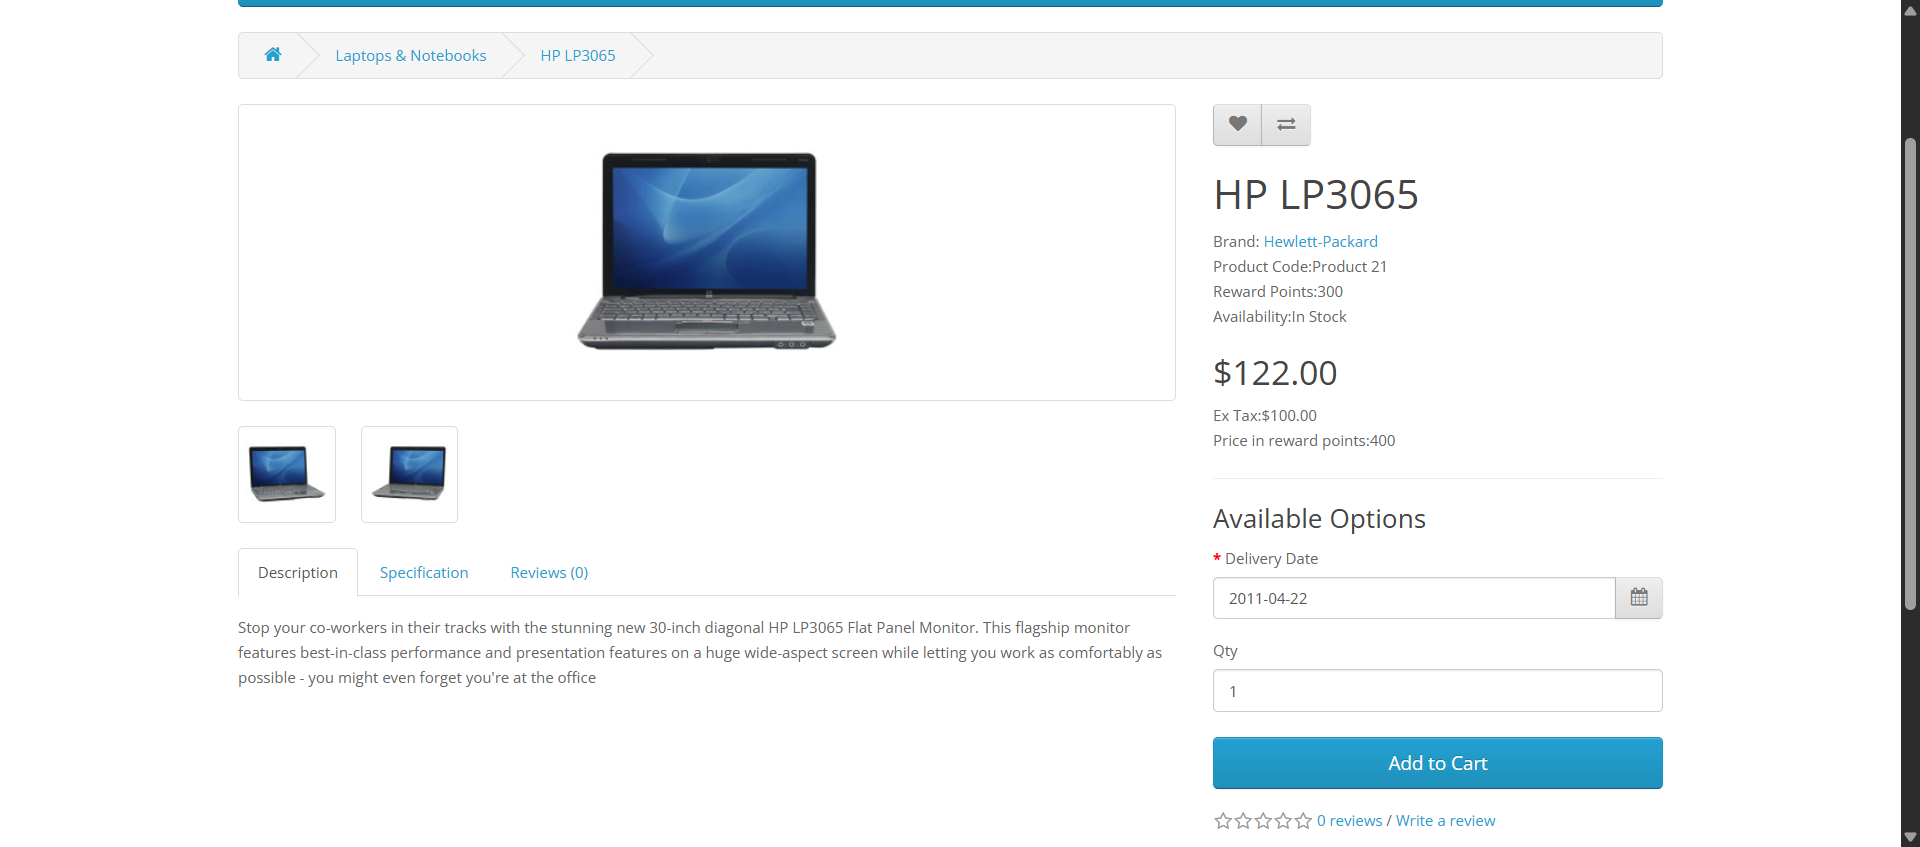 Laptops & Notebooks
HP LP3065
HP LP3065
Brand: Hewlett-Packard
Product Code:Product 21
Reward Points:300
Availability:In Stock
$122.00
Ex Tax:$100.00
Price in reward points:400
Available Options
* Delivery Date
2011-04-22
Qty
1
Add to Cart
0 reviews / Write a review
Description
Specification
Reviews (0)
Stop your co-workers in their tracks with the stunning new 30-inch diagonal HP LP3065 Flat Panel Monitor. This flagship monitor
features best-in-class performance and presentation features on a huge wide-aspect screen while letting you work as comfortably as
possible - you might even forget you're at the office